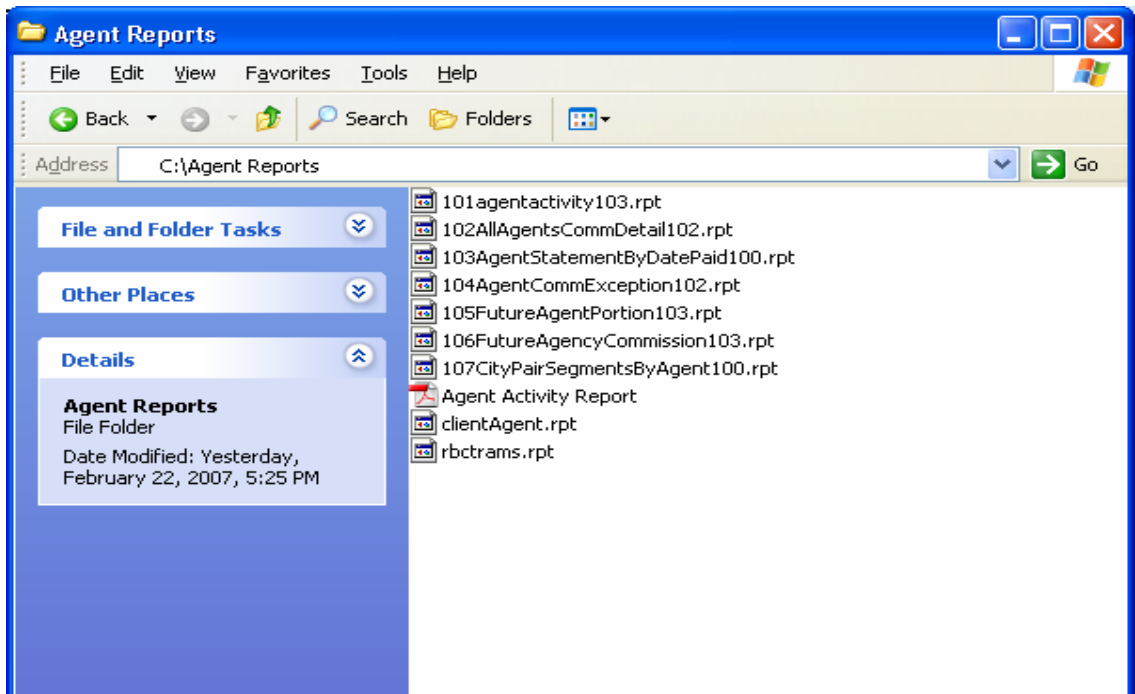 Agent Reports
File Edit View Favorites Tools Help
Back Search Folders
Address C:\Agent Reports Go
File and Folder Tasks
Other Places
Details
Agent Reports
File Folder
Date Modified: Yesterday,
February 22, 2007, 5:25 PM
101agentactivity103.rpt
102AllAgentsCommDetail102.rpt
103AgentStatementByDatePaid100.rpt
104AgentCommException102.rpt
105FutureAgentPortion103.rpt
106FutureAgencyCommission103.rpt
107CityPairSegmentsByAgent100.rpt
Agent Activity Report
clientAgent.rpt
rbctrams.rpt